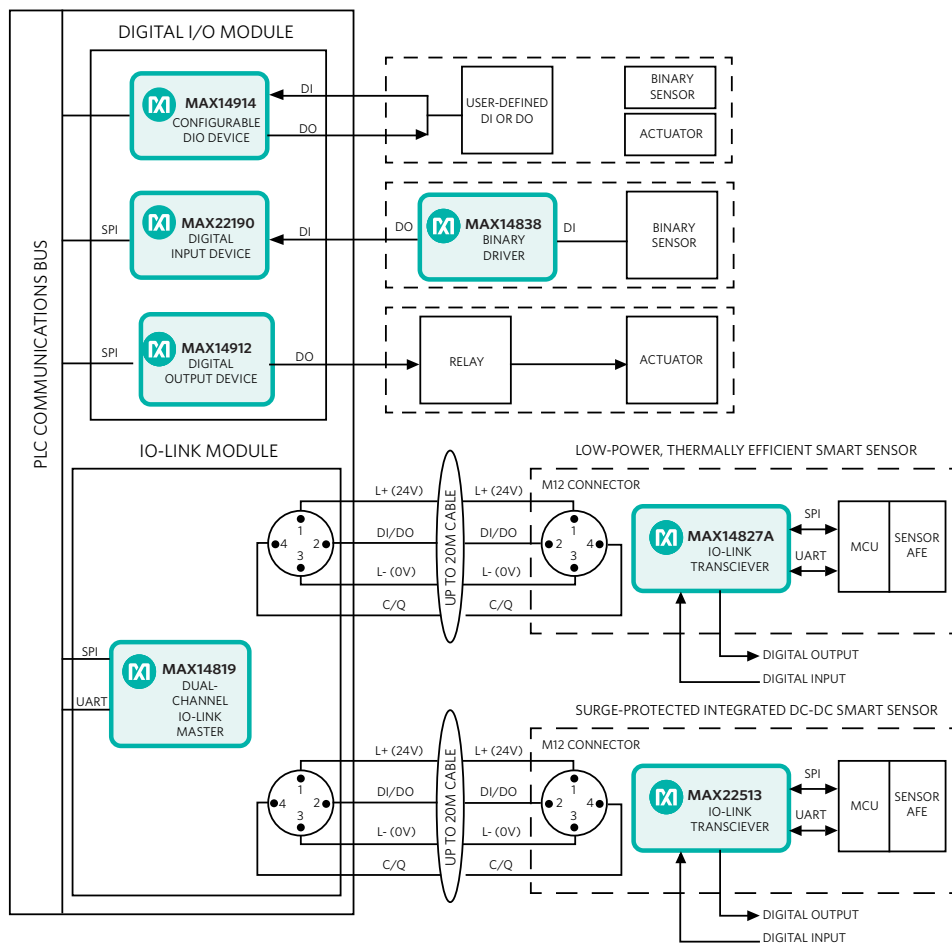 PLC COMMUNICATIONS BUS
DIGITAL I/O MODULE
MAX14914
CONFIGURABLE
DIO DEVICE
DI
DO
USER-DEFINED
DI OR DO
BINARY
SENSOR
ACTUATOR
SPI
MAX22190
DIGITAL
INPUT DEVICE
DI
DO
MAX14838
BINARY
DRIVER
DI
BINARY
SENSOR
SPI
MAX14912
DIGITAL
OUTPUT DEVICE
DO
RELAY
ACTUATOR
IO-LINK MODULE
LOW-POWER, THERMALLY EFFICIENT SMART SENSOR
1
2
3
4
L+ (24V)
DI/DO
L- (0V)
C/Q
UP TO 20M CABLE
L+ (24V)
DI/DO
L- (0V)
C/Q
M12 CONNECTOR
1
2
3
4
MAX14827A
IO-LINK
TRANSCIEVER
SPI
UART
MCU
SENSOR
AFE
DIGITAL OUTPUT
DIGITAL INPUT
SPI
UART
MAX14819
DUAL-
CHANNEL
IO-LINK
MASTER
SURGE-PROTECTED INTEGRATED DC-DC SMART SENSOR
1
2
3
4
L+ (24V)
DI/DO
L- (0V)
C/Q
UP TO 20M CABLE
L+ (24V)
DI/DO
L- (0V)
C/Q
M12 CONNECTOR
1
2
3
4
MAX22513
IO-LINK
TRANSCIEVER
SPI
UART
MCU
SENSOR
AFE
DIGITAL OUTPUT
DIGITAL INPUT